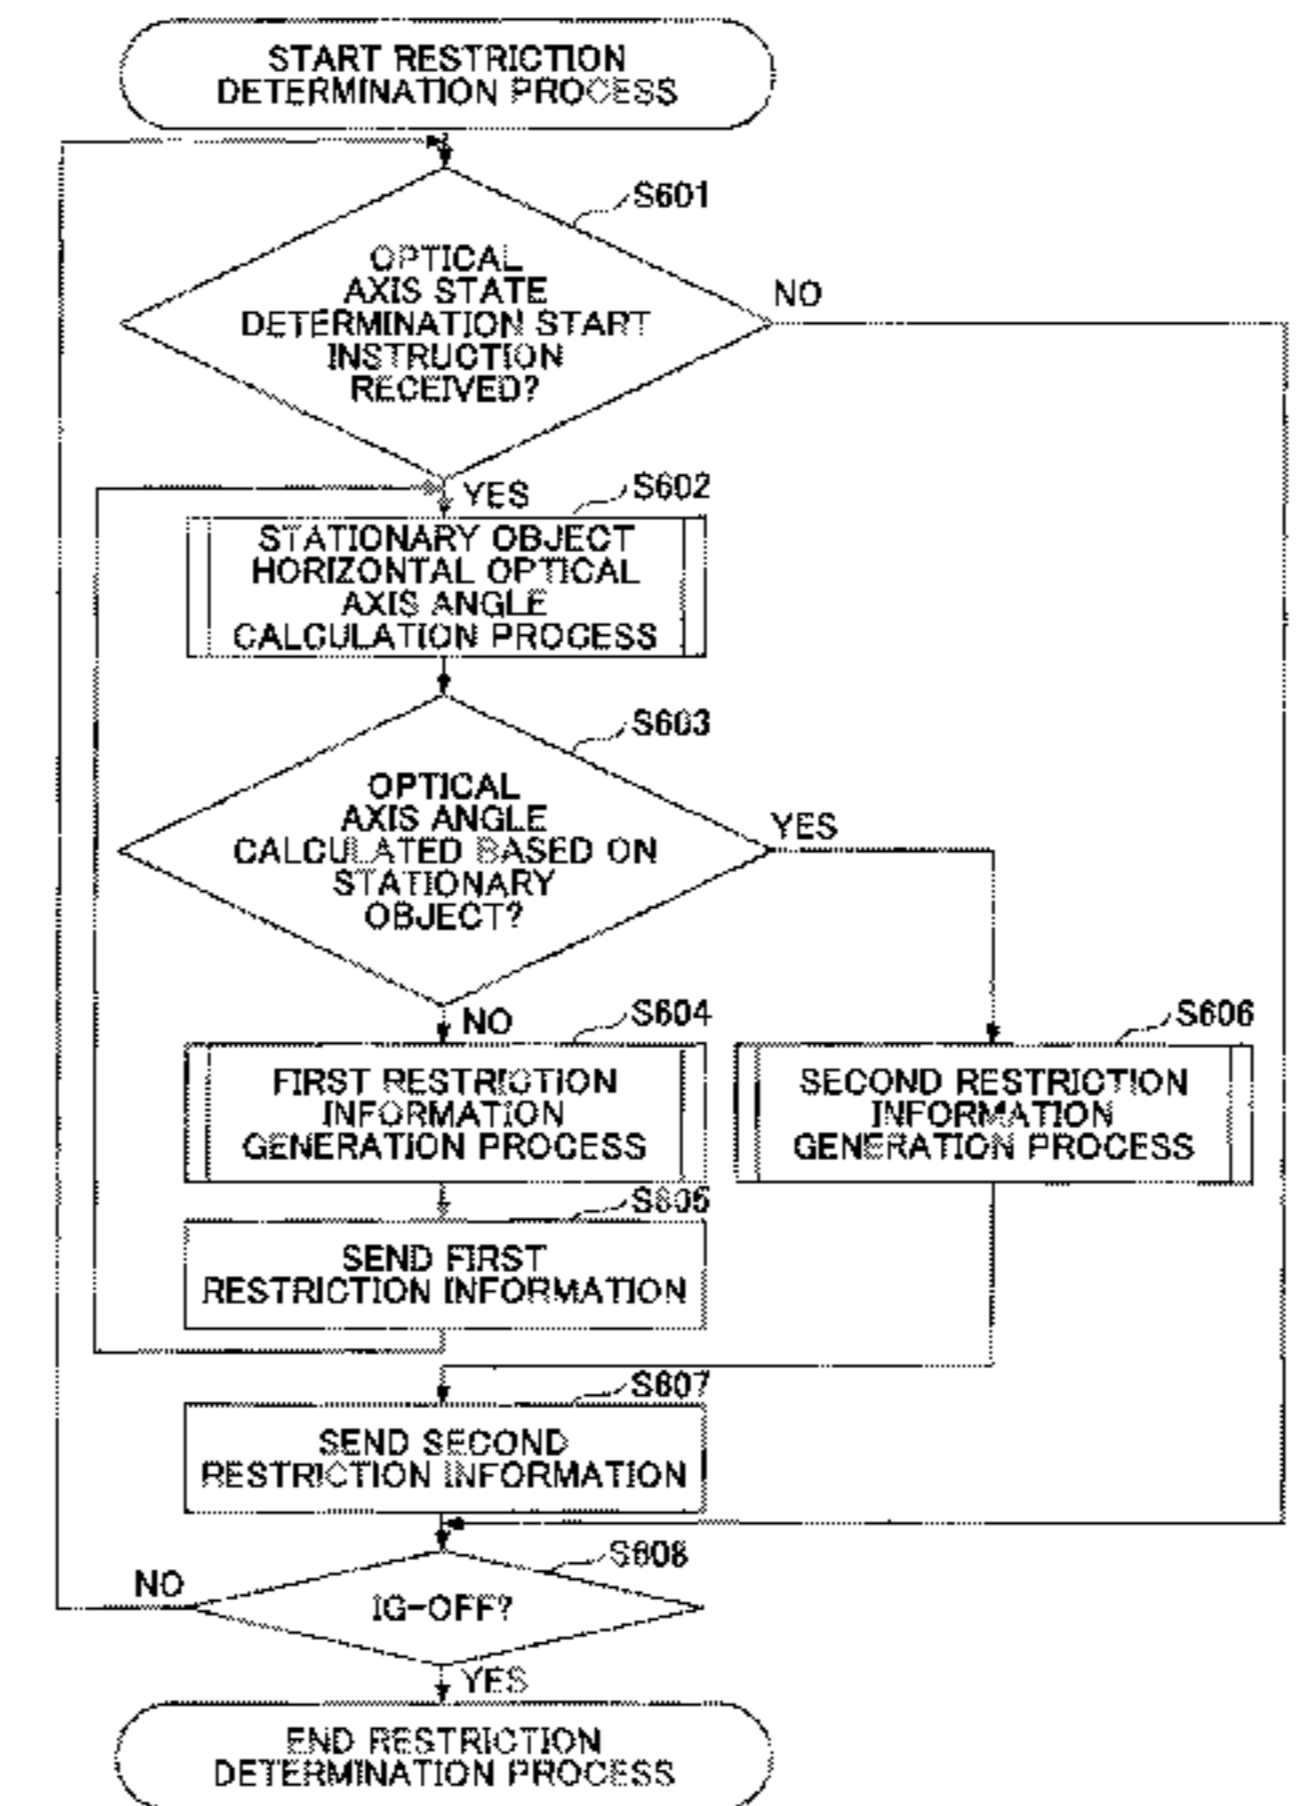 START RESTRICTION
DETERMINATION PROCESS
S601
OPTICAL
AXIS STATE
DETERMINATION START
INSTRUCTION
RECEIVED?
NO
YES
S602
STATIONARY OBJECT
HORIZONTAL OPTICAL
AXIS ANGLE
CALCULATION PROCESS
S603
OPTICAL
AXIS ANGLE
CALCULATED BASED ON
STATIONARY
OBJECT?
YES
NO
S604
FIRST RESTRICTION
INFORMATION
GENERATION PROCESS
S606
SECOND RESTRICTION
INFORMATION
GENERATION PROCESS
S605
SEND FIRST
RESTRICTION INFORMATION
S607
SEND SECOND
RESTRICTION INFORMATION
S608
NO
IG-OFF?
YES
END RESTRICTION
DETERMINATION PROCESS